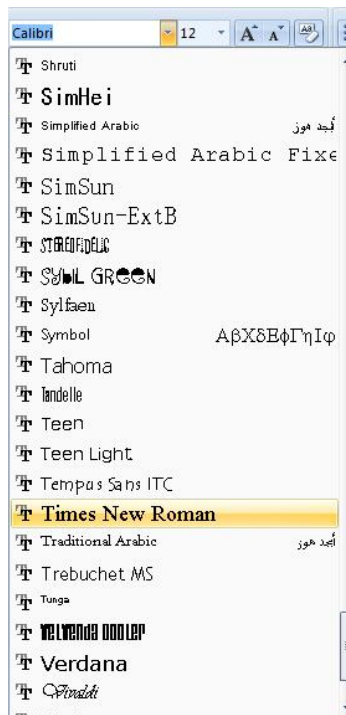 Calibri 12 A A Aa
Shruti
SimHei
Simplified Arabic أبجد هوز
Simplified Arabic Fixe
SimSun
SimSun-ExtB
STEREOFIDELIC
SYBIL GREEN
Sylfaen
Symbol ΑβΧδΕϕΓηΙφ
Tahoma
Tandelle
Teen
Teen Light
Tempus Sans ITC
Times New Roman
Traditional Arabic أبجد هوز
Trebuchet MS
Tunga
Velvenda Cooler
Verdana
Vivaldi